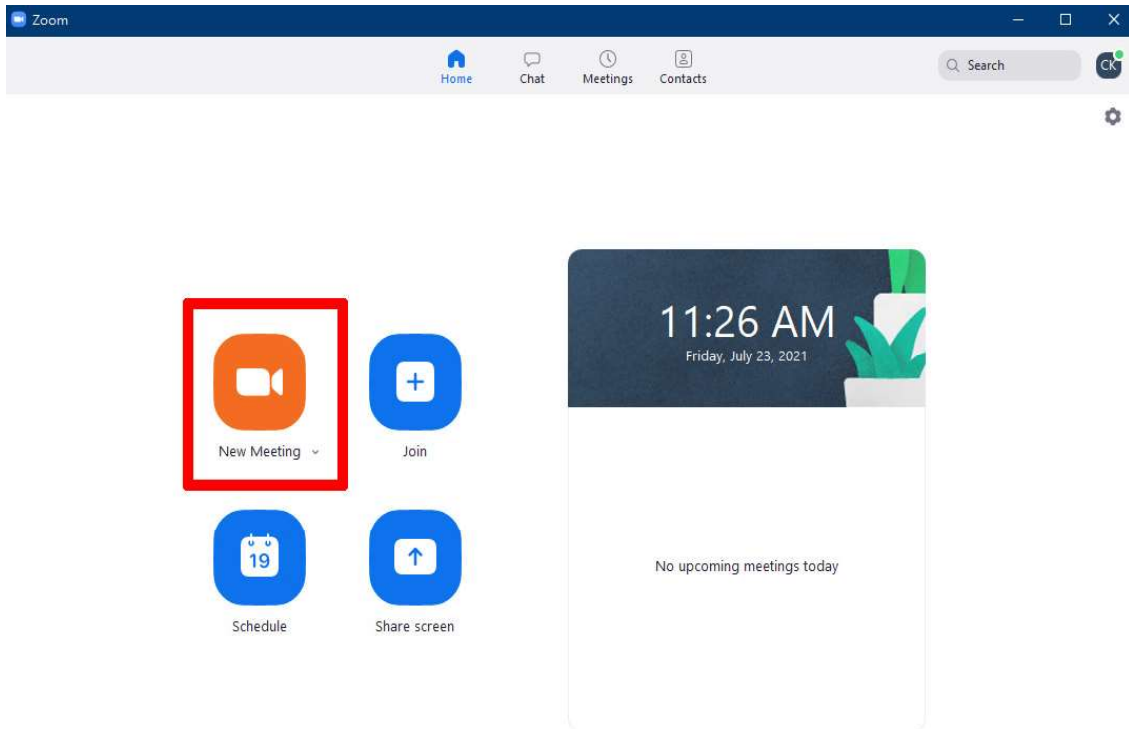 Zoom
Home
Chat
Meetings
Contacts
Search
CK
11:26 AM
Friday, July 23, 2021
New Meeting
Join
19
Schedule
Share screen
No upcoming meetings today